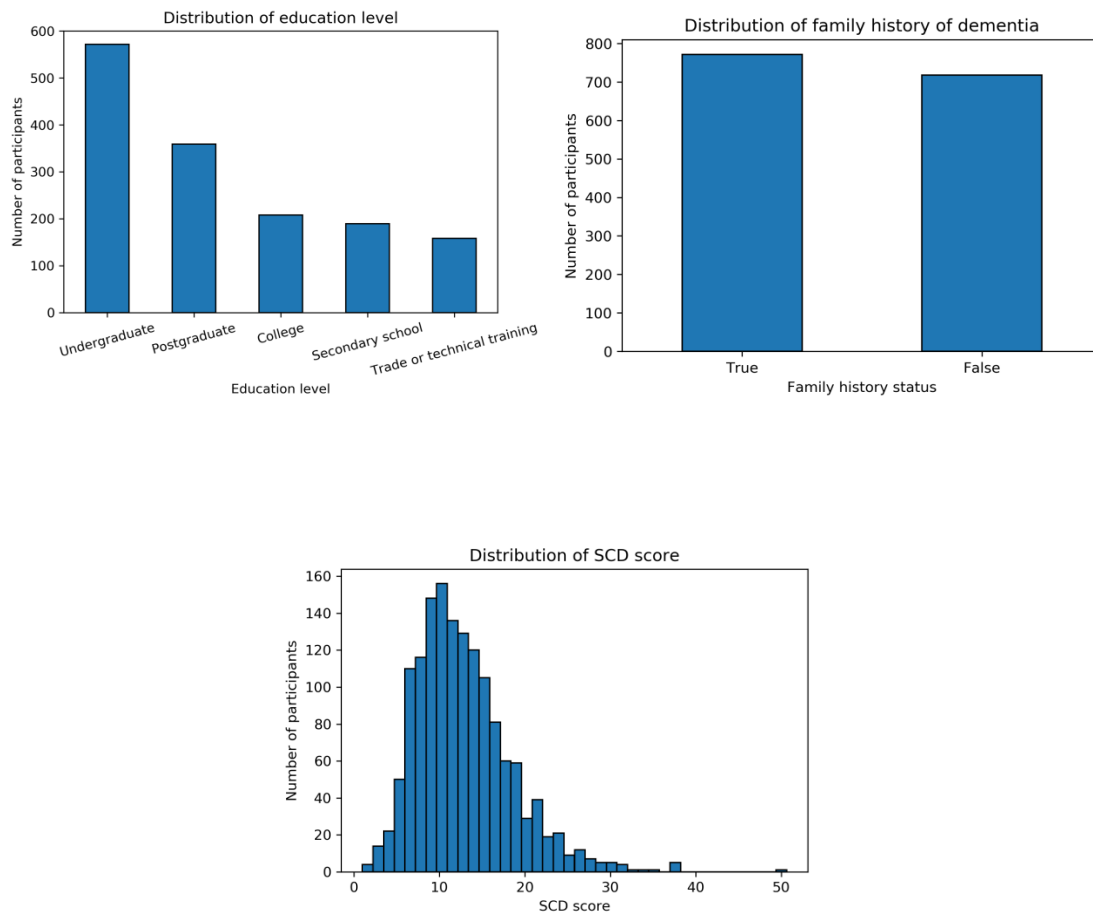 Distribution of education level
Number of participants
600
500
400
300
200
100
0
Undergraduate
Postgraduate
College
Secondary school
Trade or technical training
Education level
Distribution of family history of dementia
Number of participants
800
700
600
500
400
300
200
100
0
True
False
Family history status
Distribution of SCD score
Number of participants
160
140
120
100
80
60
40
20
0
0
10
20
30
40
50
SCD score